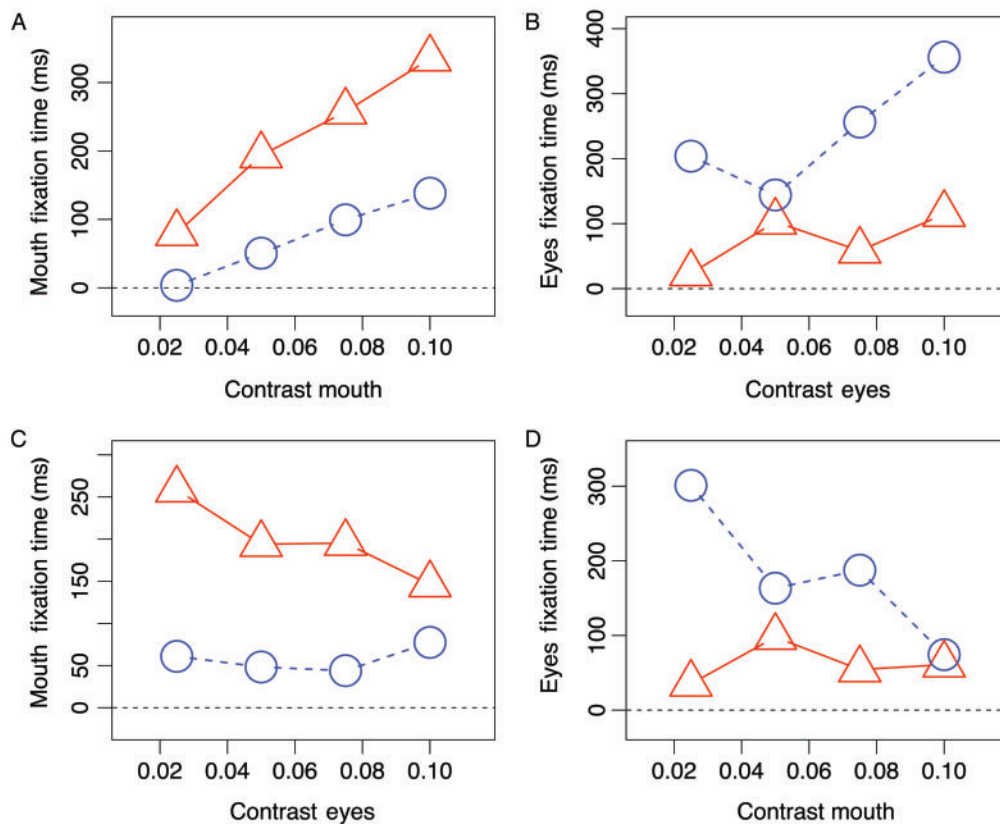 A
Mouth fixation time (ms)
0
100
200
300
0.02 0.04 0.06 0.08 0.10
Contrast mouth
B
Eyes fixation time (ms)
0
100
200
300
400
0.02 0.04 0.06 0.08 0.10
Contrast eyes
C
Mouth fixation time (ms)
0
50
150
250
0.02 0.04 0.06 0.08 0.10
Contrast eyes
D
Eyes fixation time (ms)
0
100
200
300
0.02 0.04 0.06 0.08 0.10
Contrast mouth